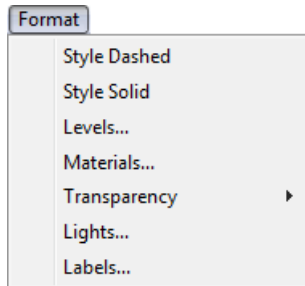 Format
Style Dashed
Style Solid
Levels...
Materials...
Transparency
Lights...
Labels...